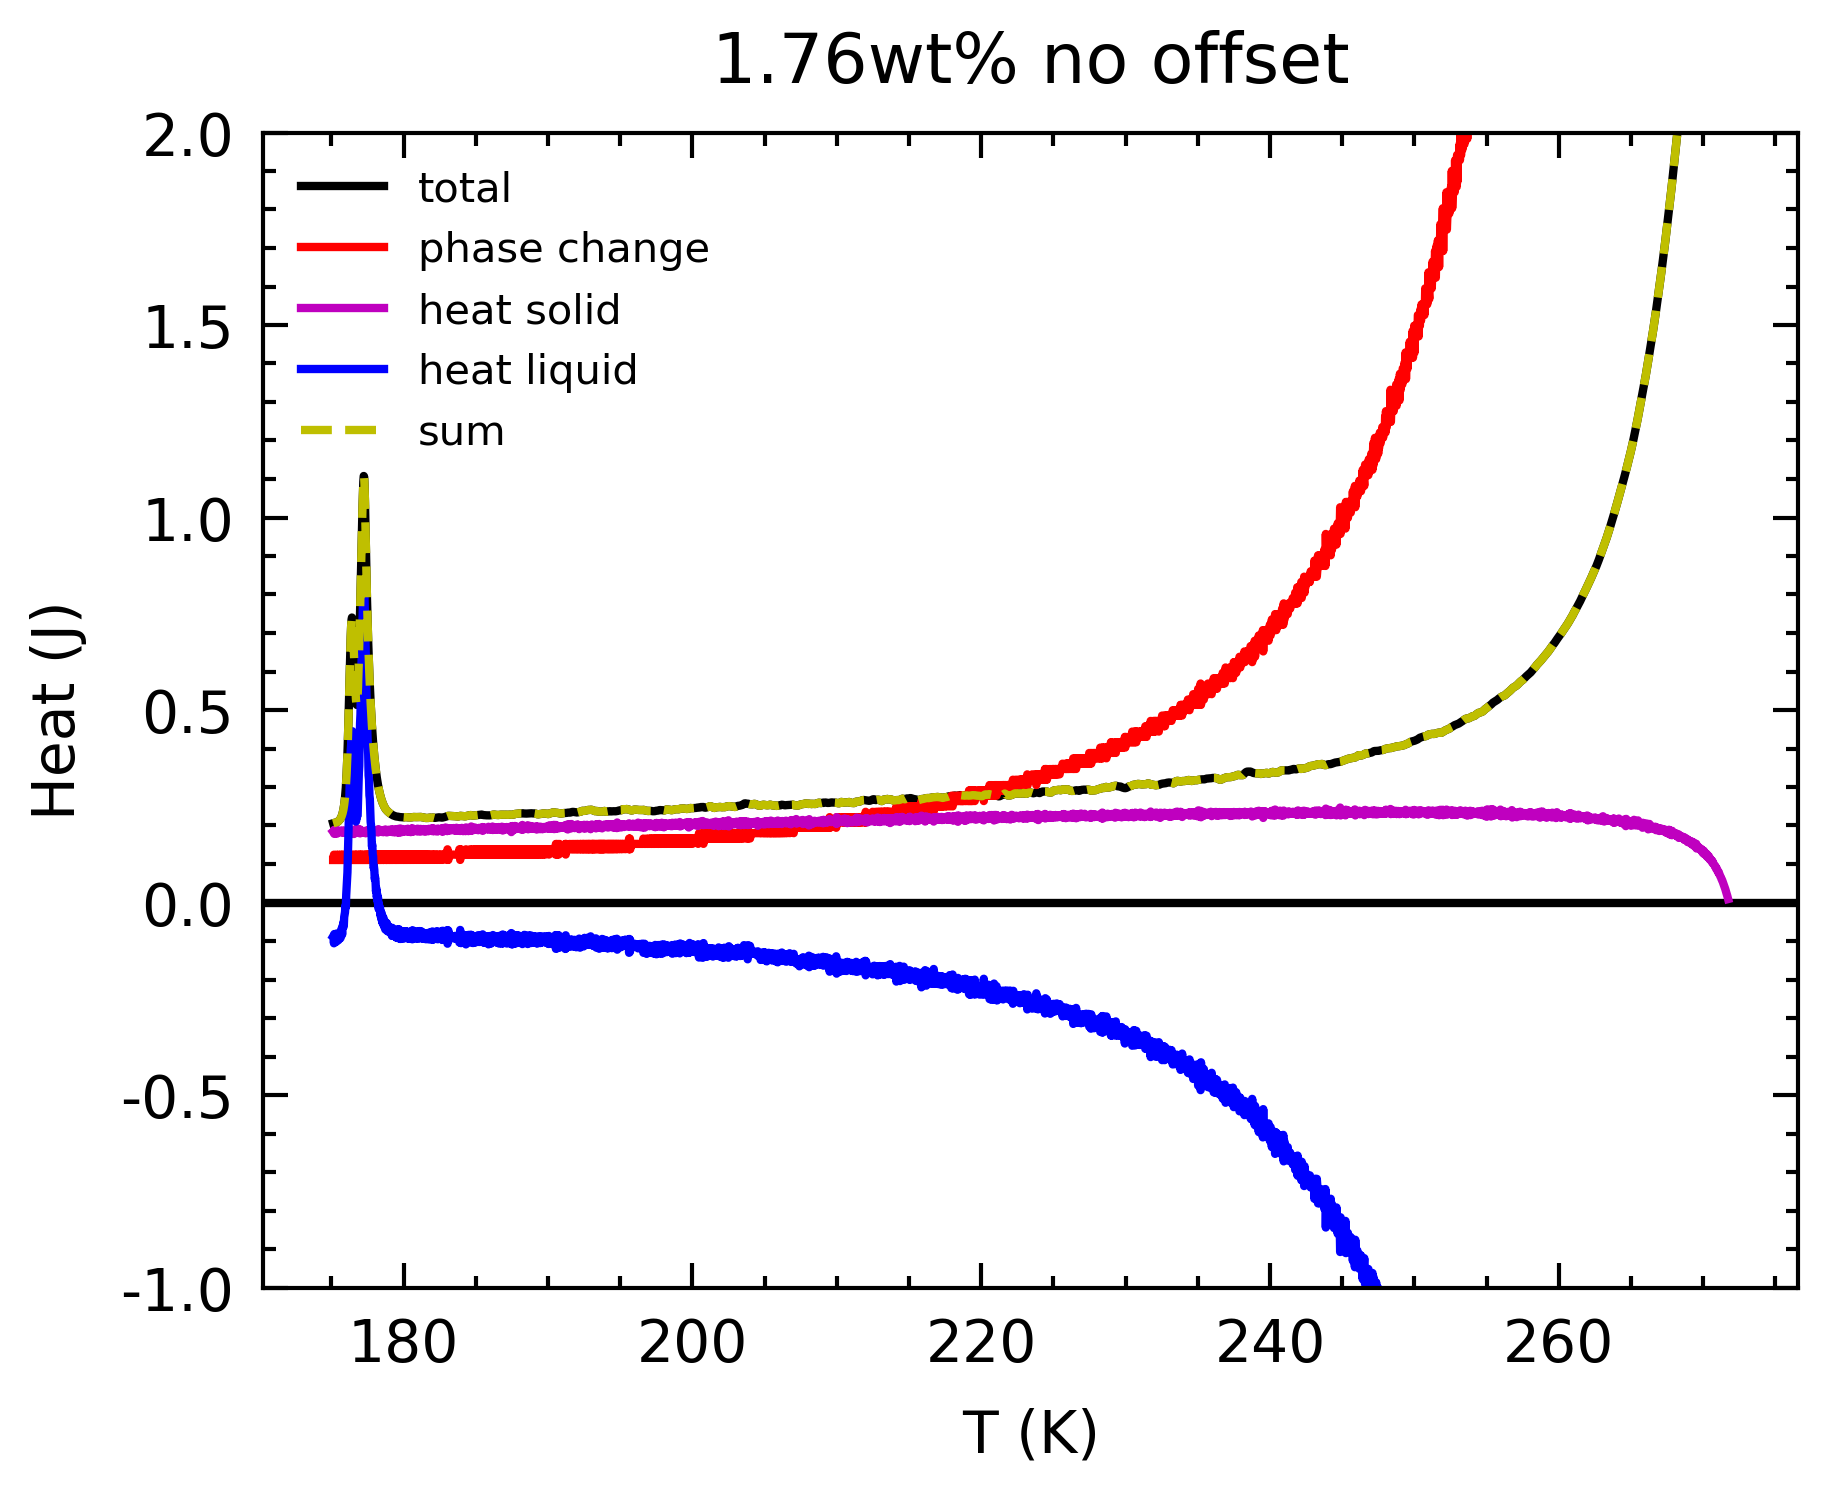 1.76wt% no offset
2.0
1.5
1.0
0.5
0.0
-0.5
-1.0
Heat (J)
total
phase change
heat solid
heat liquid
sum
180 200 220 240 260
T (K)